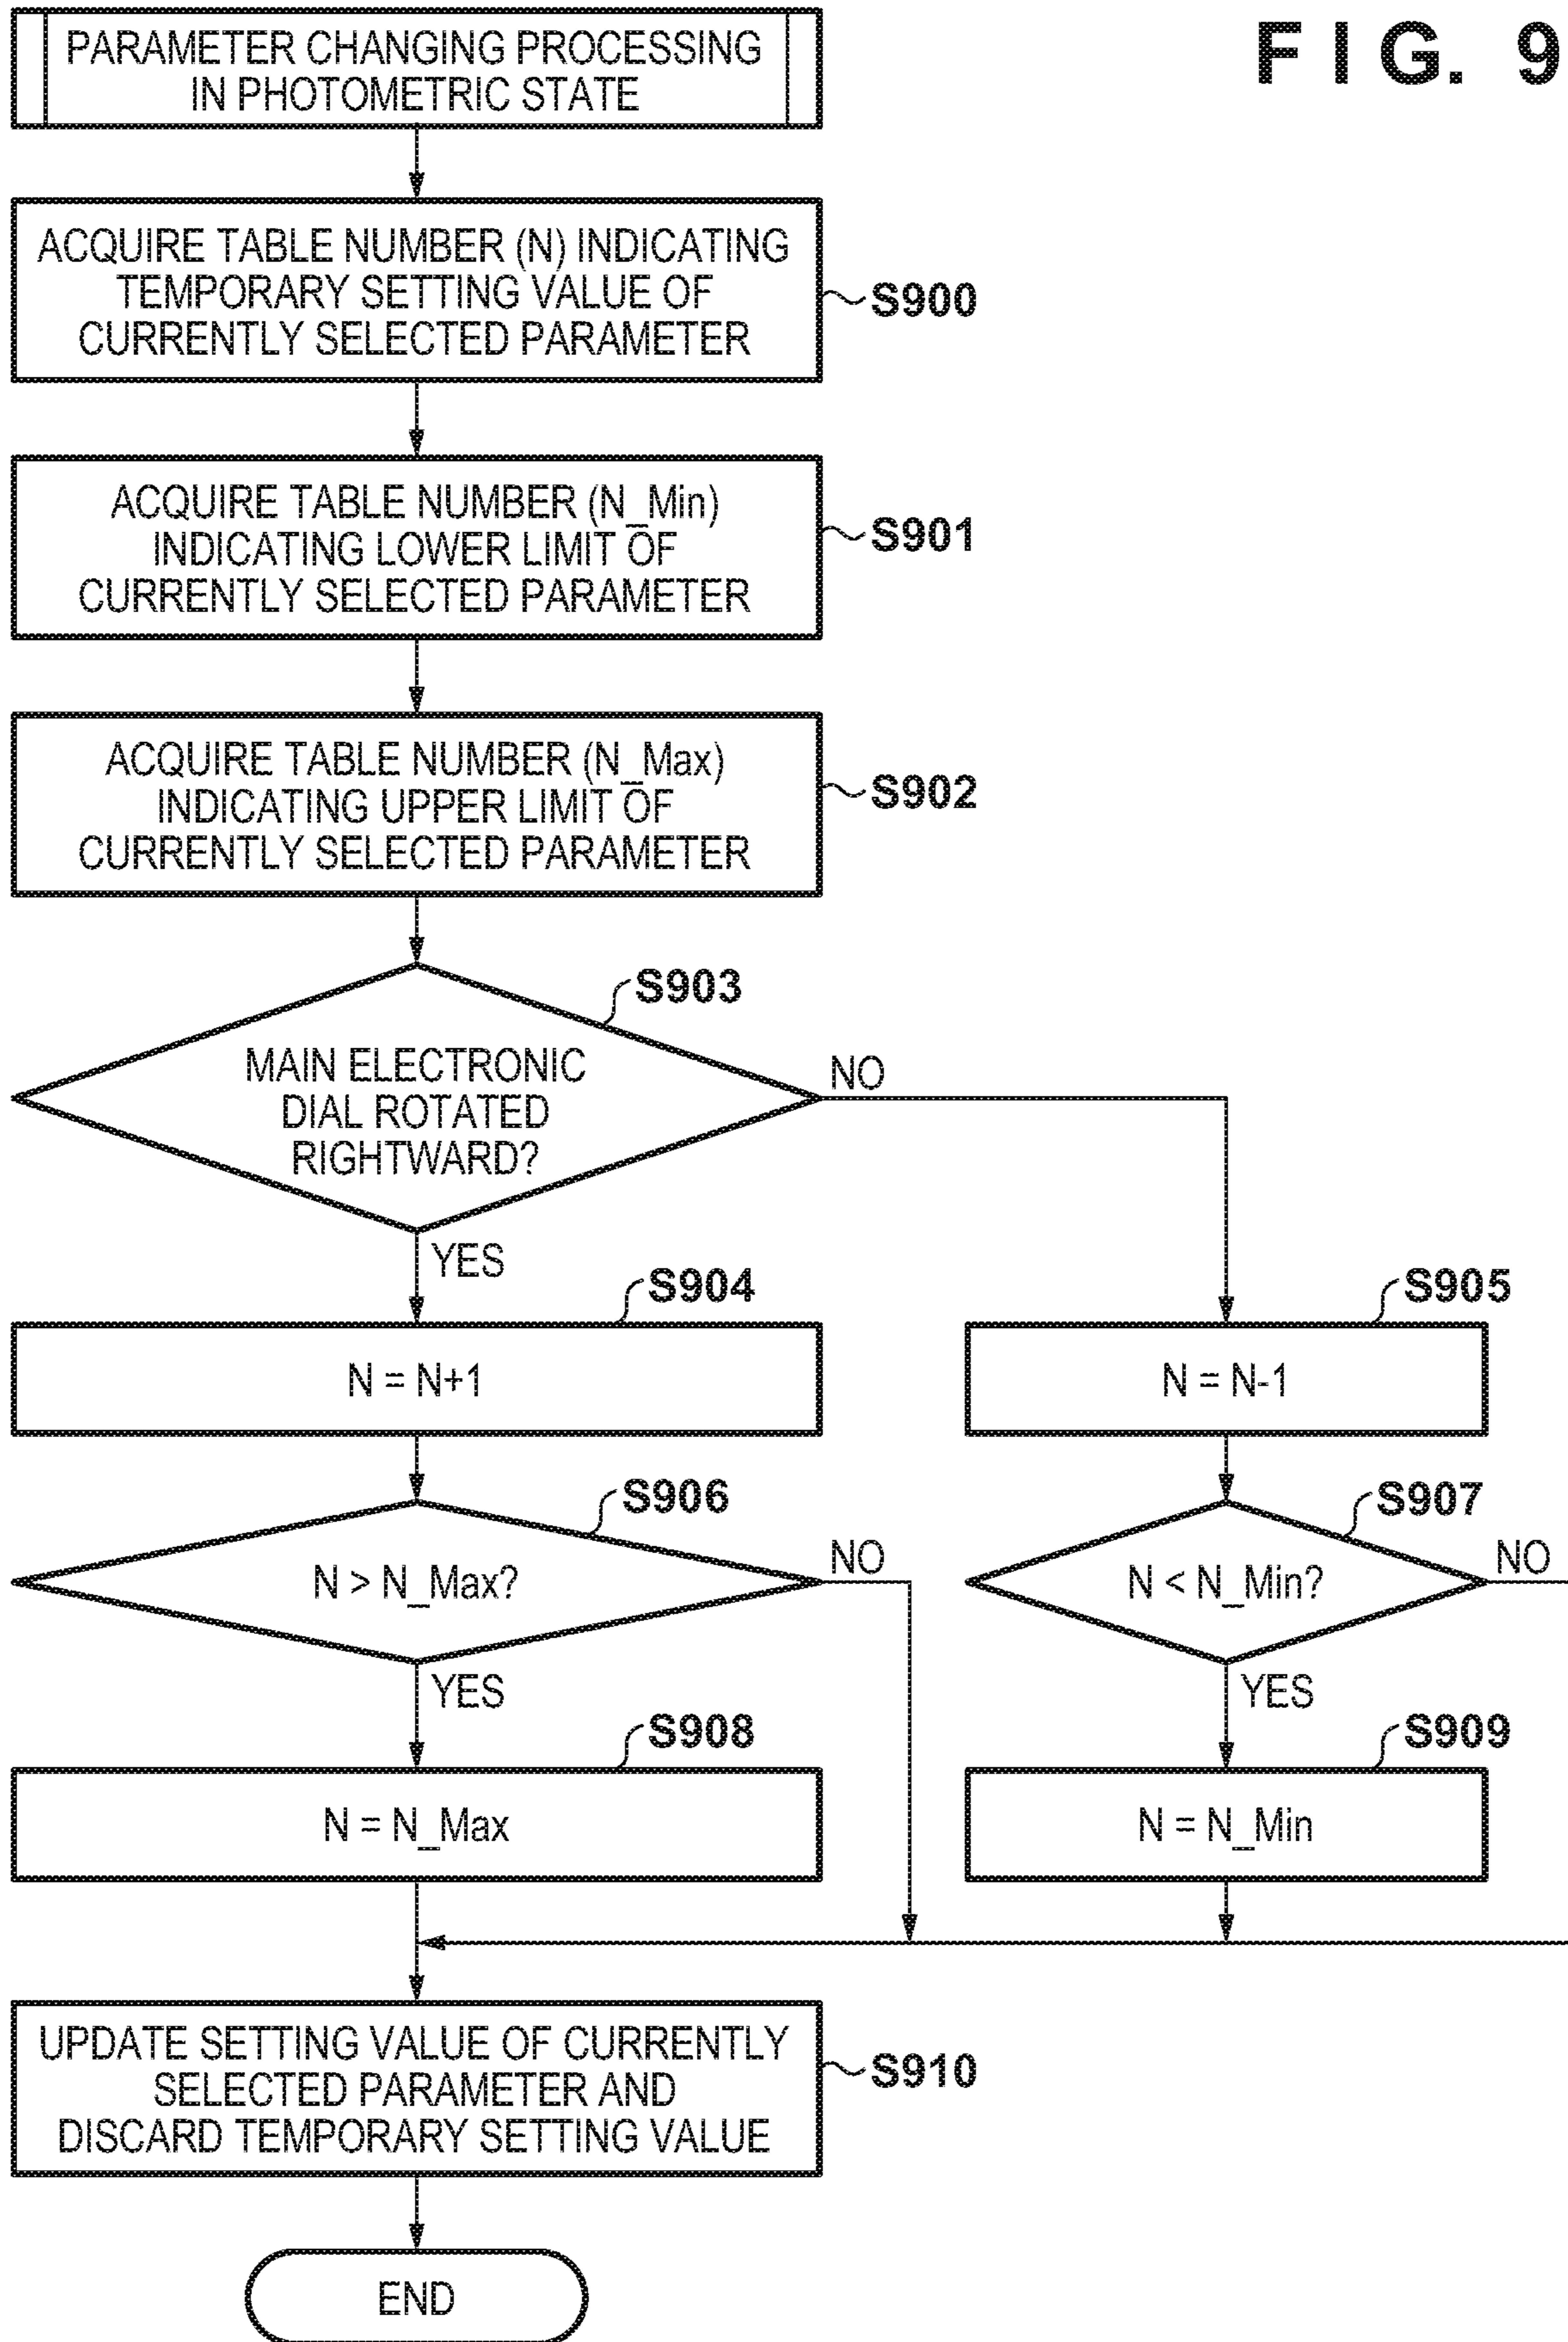 FIG. 9
PARAMETER CHANGING PROCESSING
IN PHOTOMETRIC STATE
ACQUIRE TABLE NUMBER (N) INDICATING
TEMPORARY SETTING VALUE OF
CURRENTLY SELECTED PARAMETER
S900
ACQUIRE TABLE NUMBER (N_Min)
INDICATING LOWER LIMIT OF
CURRENTLY SELECTED PARAMETER
S901
ACQUIRE TABLE NUMBER (N_Max)
INDICATING UPPER LIMIT OF
CURRENTLY SELECTED PARAMETER
S902
S903
MAIN ELECTRONIC
DIAL ROTATED
RIGHTWARD?
NO
YES
S904
N = N+1
S905
N = N-1
S906
N > N_Max?
NO
YES
S907
N < N_Min?
NO
YES
S908
N = N_Max
S909
N = N_Min
UPDATE SETTING VALUE OF CURRENTLY
SELECTED PARAMETER AND
DISCARD TEMPORARY SETTING VALUE
S910
END